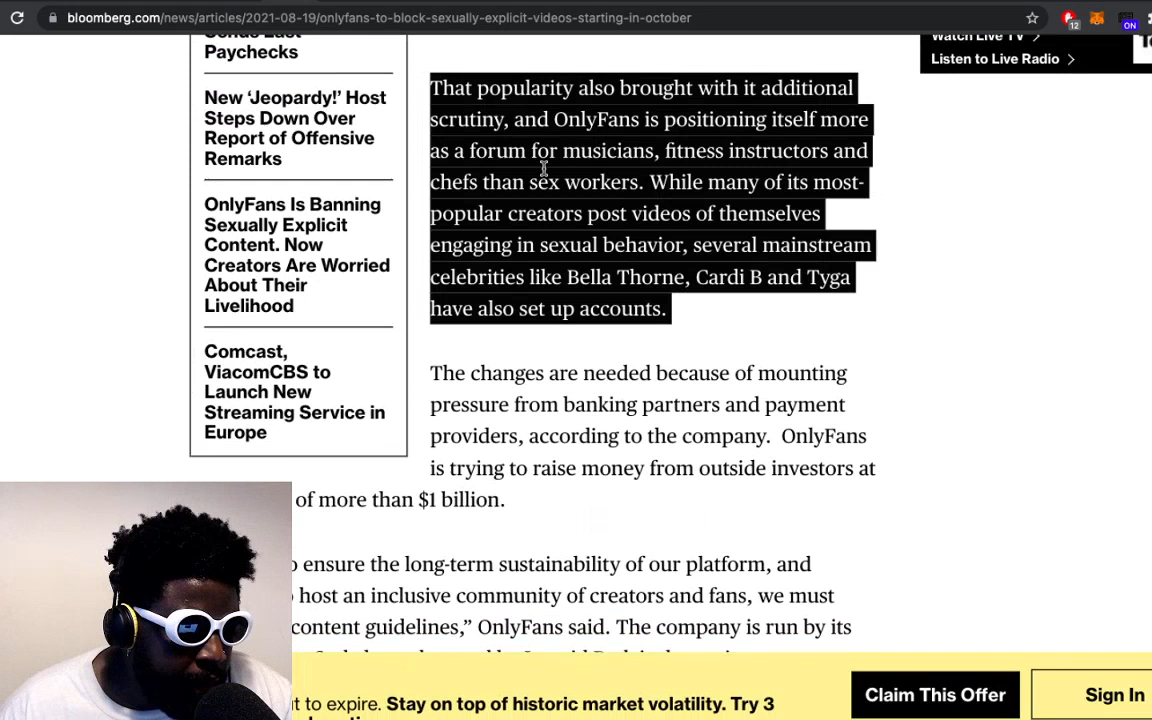 bloomberg.com/news/articles/2021-08-19/onlyfans-to-block-sexually-explicit-videos-starting-in-october
12
ON
Sends Last
Paychecks
New ‘Jeopardy!’ Host
Steps Down Over
Report of Offensive
Remarks
OnlyFans Is Banning
Sexually Explicit
Content. Now
Creators Are Worried
About Their
Livelihood
Comcast,
ViacomCBS to
Launch New
Streaming Service in
Europe
Watch Live TV
Listen to Live Radio
That popularity also brought with it additional
scrutiny, and OnlyFans is positioning itself more
as a forum for musicians, fitness instructors and
chefs than sex workers. While many of its most-
popular creators post videos of themselves
engaging in sexual behavior, several mainstream
celebrities like Bella Thorne, Cardi B and Tyga
have also set up accounts.
The changes are needed because of mounting
pressure from banking partners and payment
providers, according to the company. OnlyFans
is trying to raise money from outside investors at
of more than $1 billion.
ensure the long-term sustainability of our platform, and
host an inclusive community of creators and fans, we must
content guidelines,” OnlyFans said. The company is run by its
t to expire. Stay on top of historic market volatility. Try 3
Claim This Offer
Sign In